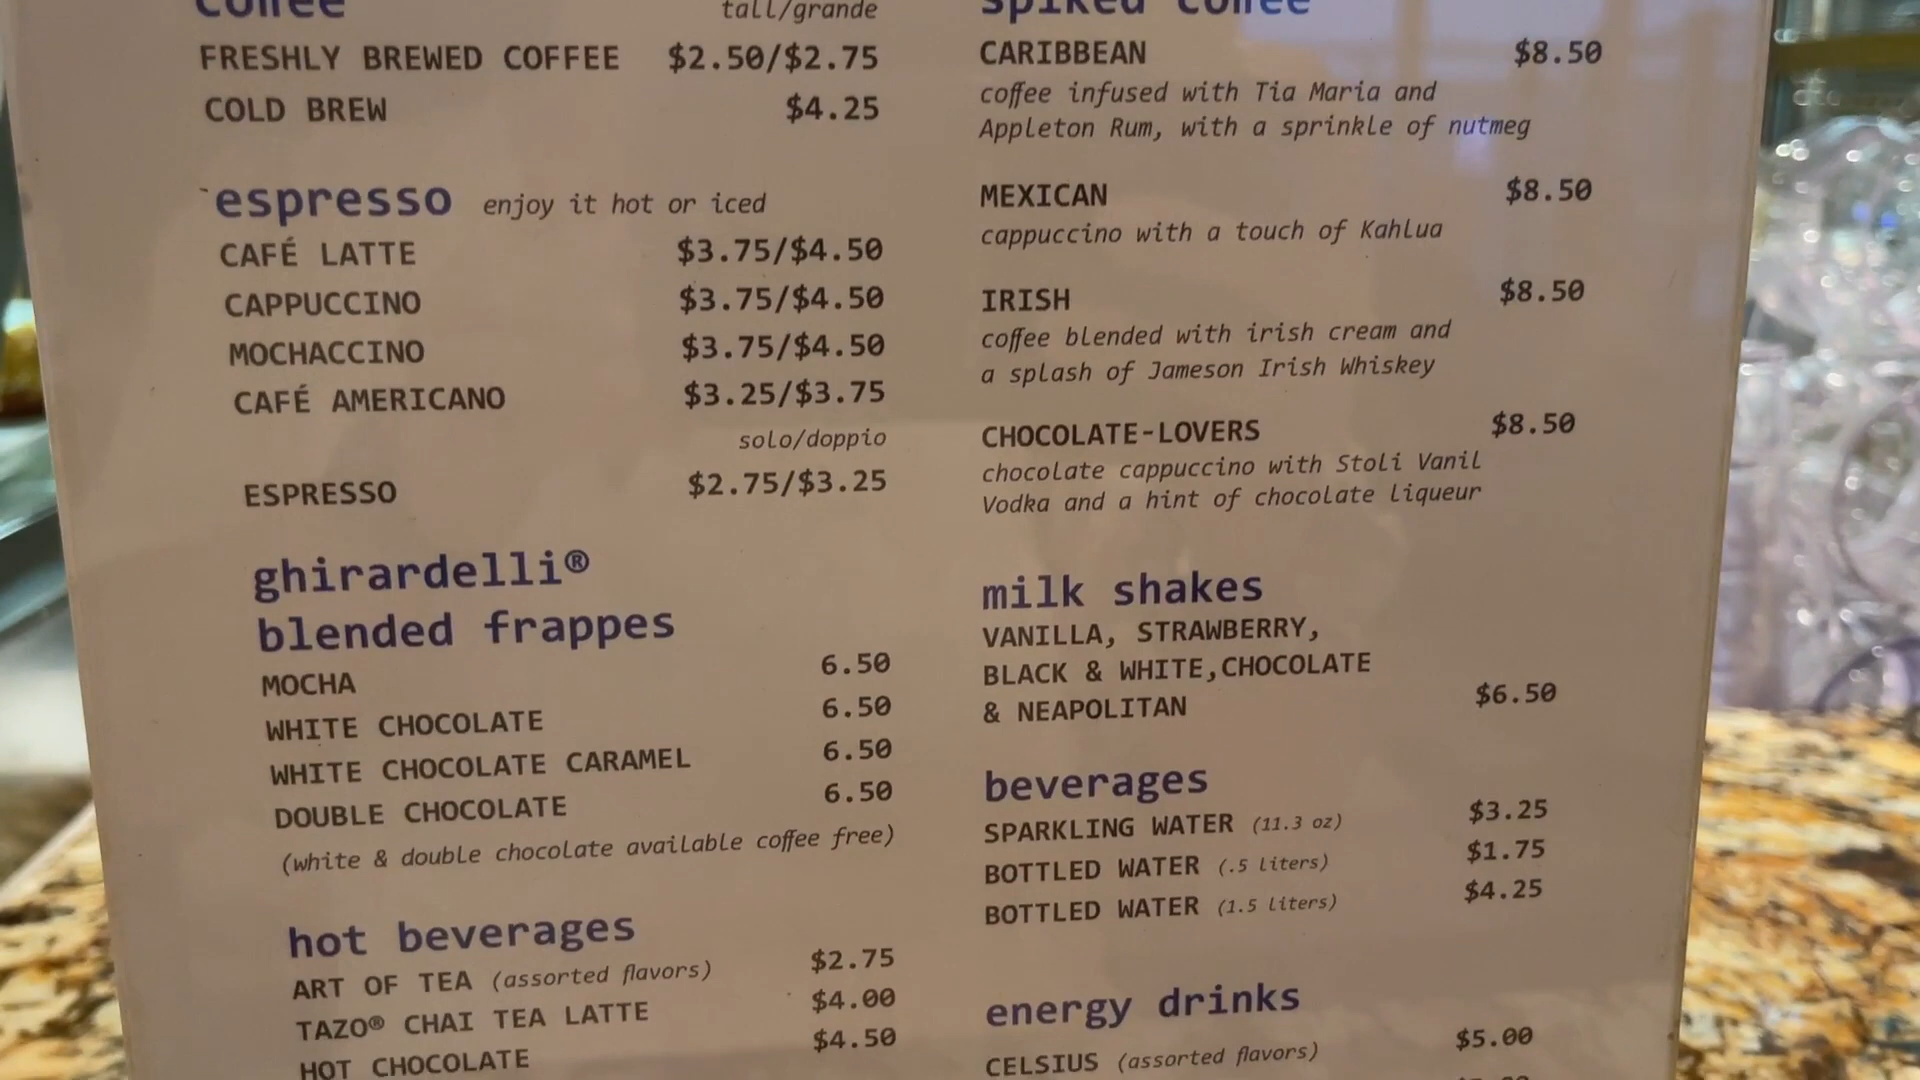 coffee tall/grande
FRESHLY BREWED COFFEE $2.50/$2.75
COLD BREW $4.25
espresso enjoy it hot or iced
CAFÉ LATTE $3.75/$4.50
CAPPUCCINO $3.75/$4.50
MOCHACCINO $3.75/$4.50
CAFÉ AMERICANO $3.25/$3.75
solo/doppio
ESPRESSO $2.75/$3.25
ghirardelli®
blended frappes
MOCHA 6.50
WHITE CHOCOLATE 6.50
WHITE CHOCOLATE CARAMEL 6.50
DOUBLE CHOCOLATE 6.50
(white & double chocolate available coffee free)
hot beverages
ART OF TEA (assorted flavors) $2.75
TAZO® CHAI TEA LATTE $4.00
HOT CHOCOLATE $4.50
spiked coffee
CARIBBEAN $8.50
coffee infused with Tia Maria and
Appleton Rum, with a sprinkle of nutmeg
MEXICAN $8.50
cappuccino with a touch of Kahlua
IRISH $8.50
coffee blended with irish cream and
a splash of Jameson Irish Whiskey
CHOCOLATE-LOVERS $8.50
chocolate cappuccino with Stoli Vanil
Vodka and a hint of chocolate liqueur
milk shakes
VANILLA, STRAWBERRY,
BLACK & WHITE,CHOCOLATE
& NEAPOLITAN $6.50
beverages
SPARKLING WATER (11.3 oz) $3.25
BOTTLED WATER (.5 liters) $1.75
BOTTLED WATER (1.5 liters) $4.25
energy drinks
CELSIUS (assorted flavors) $5.00